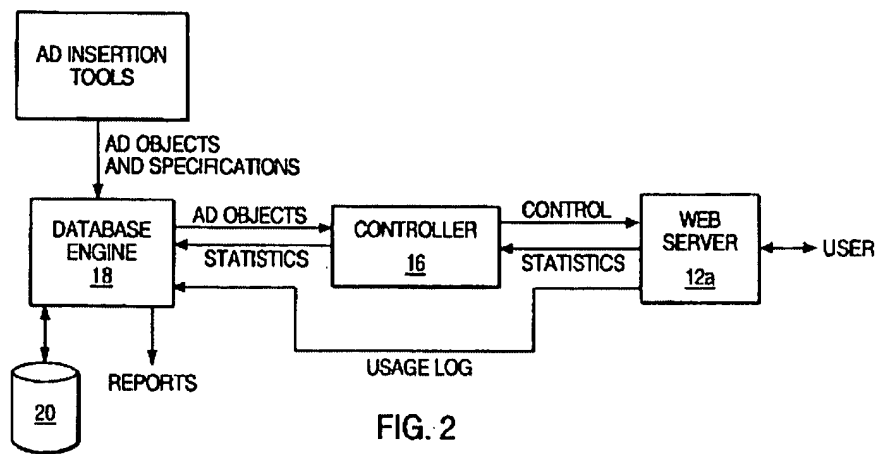 AD INSERTION
TOOLS
AD OBJECTS
AND SPECIFICATIONS
DATABASE
ENGINE
18
AD OBJECTS
STATISTICS
CONTROLLER
16
CONTROL
STATISTICS
WEB
SERVER
12a
USER
USAGE LOG
REPORTS
20
FIG. 2